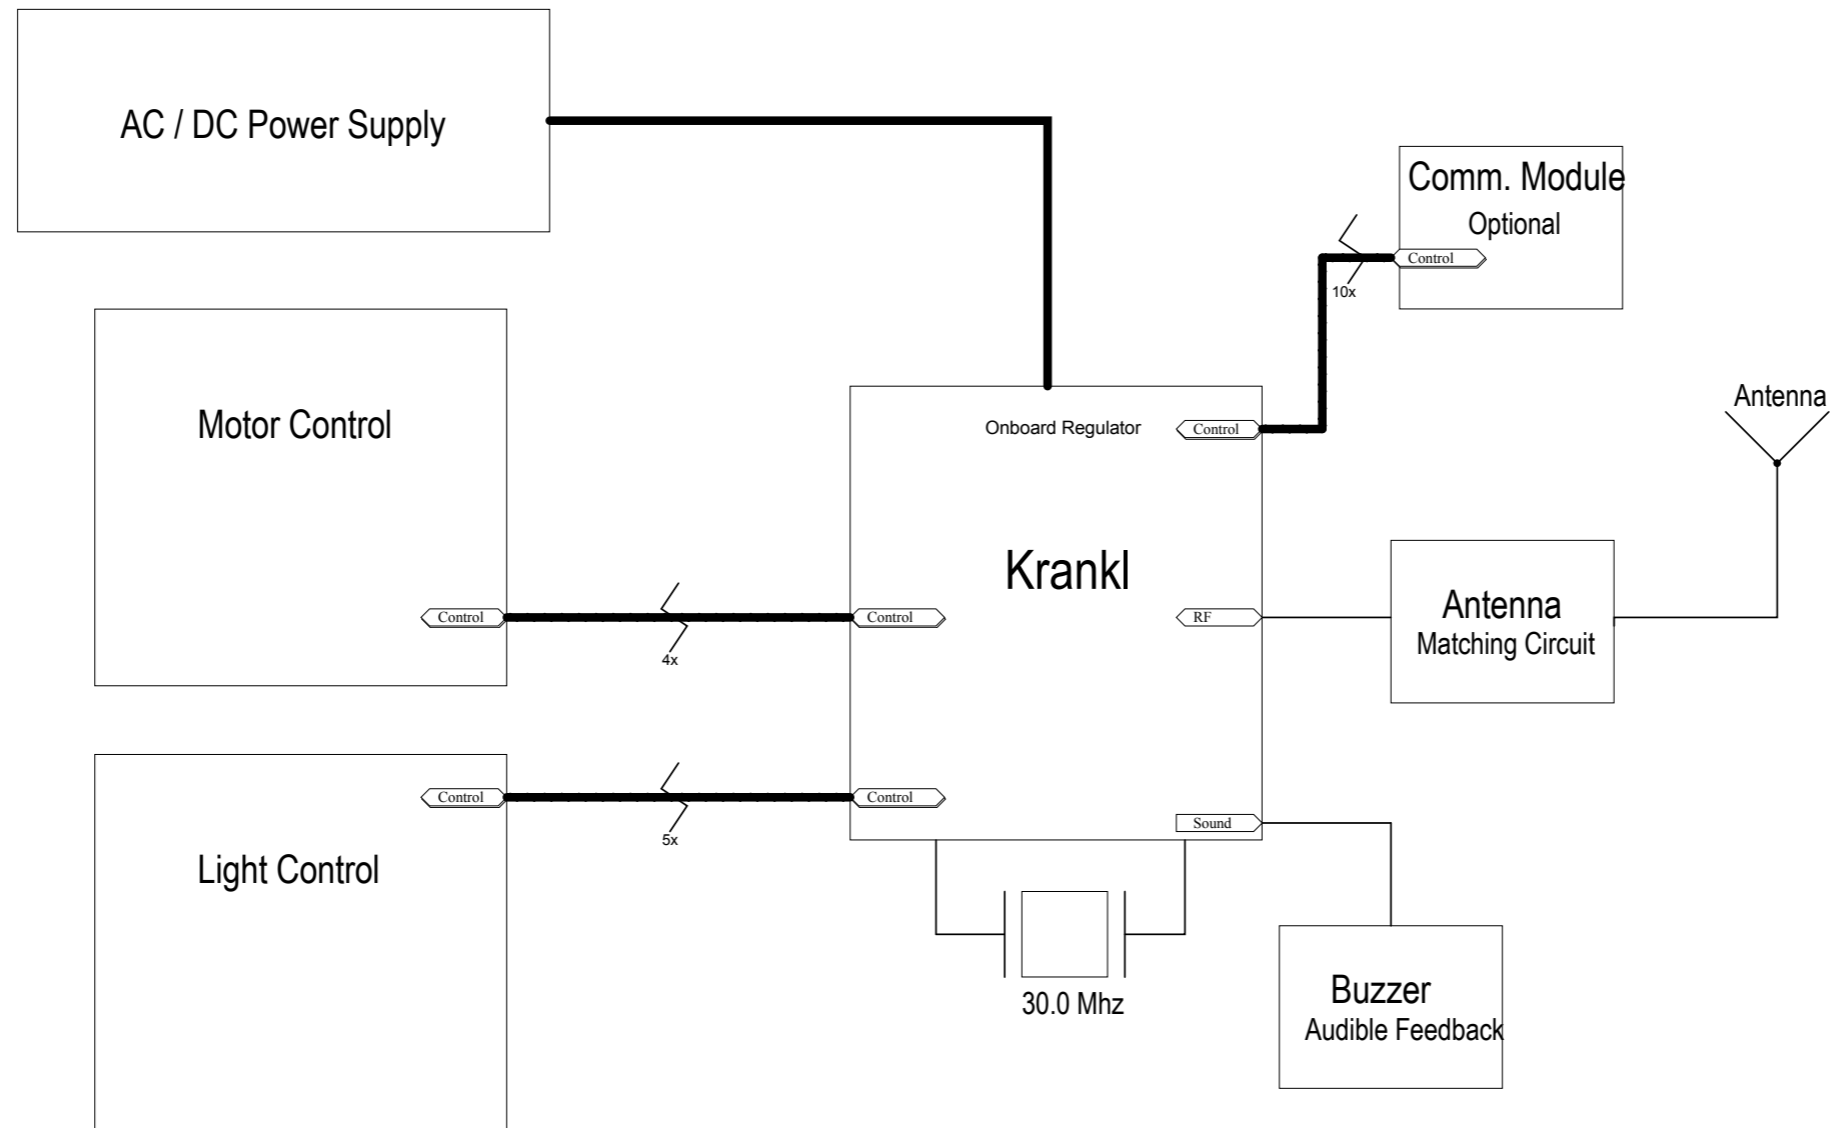 AC / DC Power Supply
Comm. Module
Optional
Control
10x
Motor Control
Antenna
Onboard Regulator
Control
Krankl
Control
4x
Control
RF
Antenna
Matching Circuit
Control
5x
Control
Sound
Light Control
30.0 Mhz
Buzzer
Audible Feedback